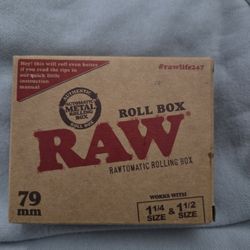 Hey! this will roll even better
if you read the tips in
our quick little
instruction
manual
#rawlife247
AUTHENTIC
AUTOMATIC
METAL
ROLLING
BOX
ROLL BOX
ROLL BOX
RAW
RAWTOMATIC ROLLING BOX
79
mm
WORKS WITH
1 1/4 SIZE & 1 1/2 SIZE